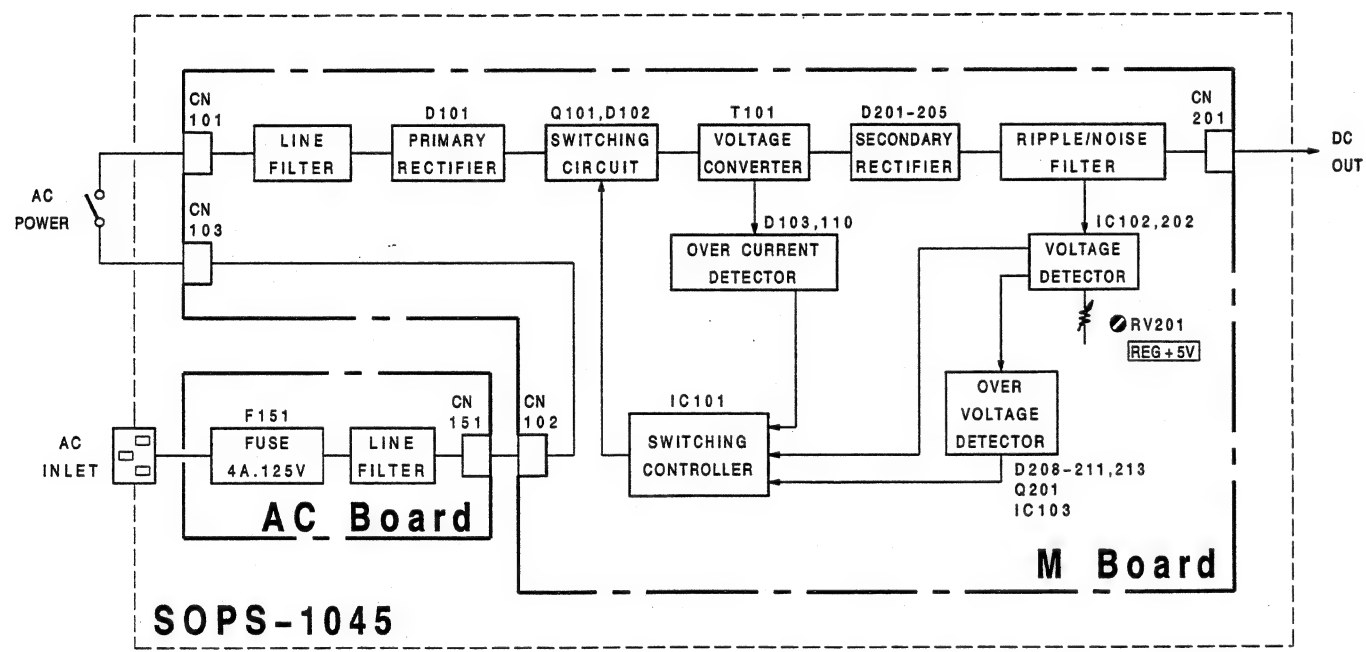 CN
101
LINE
FILTER
D101
PRIMARY
RECTIFIER
Q101,D102
SWITCHING
CIRCUIT
T101
VOLTAGE
CONVERTER
D201-205
SECONDARY
RECTIFIER
RIPPLE/NOISE
FILTER
CN
201
DC
OUT
AC
POWER
CN
103
D103,110
OVER CURRENT
DETECTOR
IC102,202
VOLTAGE
DETECTOR
RV201
REG+5V
OVER
VOLTAGE
DETECTOR
D208-211,213
Q201
IC103
IC101
SWITCHING
CONTROLLER
AC
INLET
F151
FUSE
4A.125V
LINE
FILTER
CN
151
CN
102
AC Board
M Board
SOPS-1045